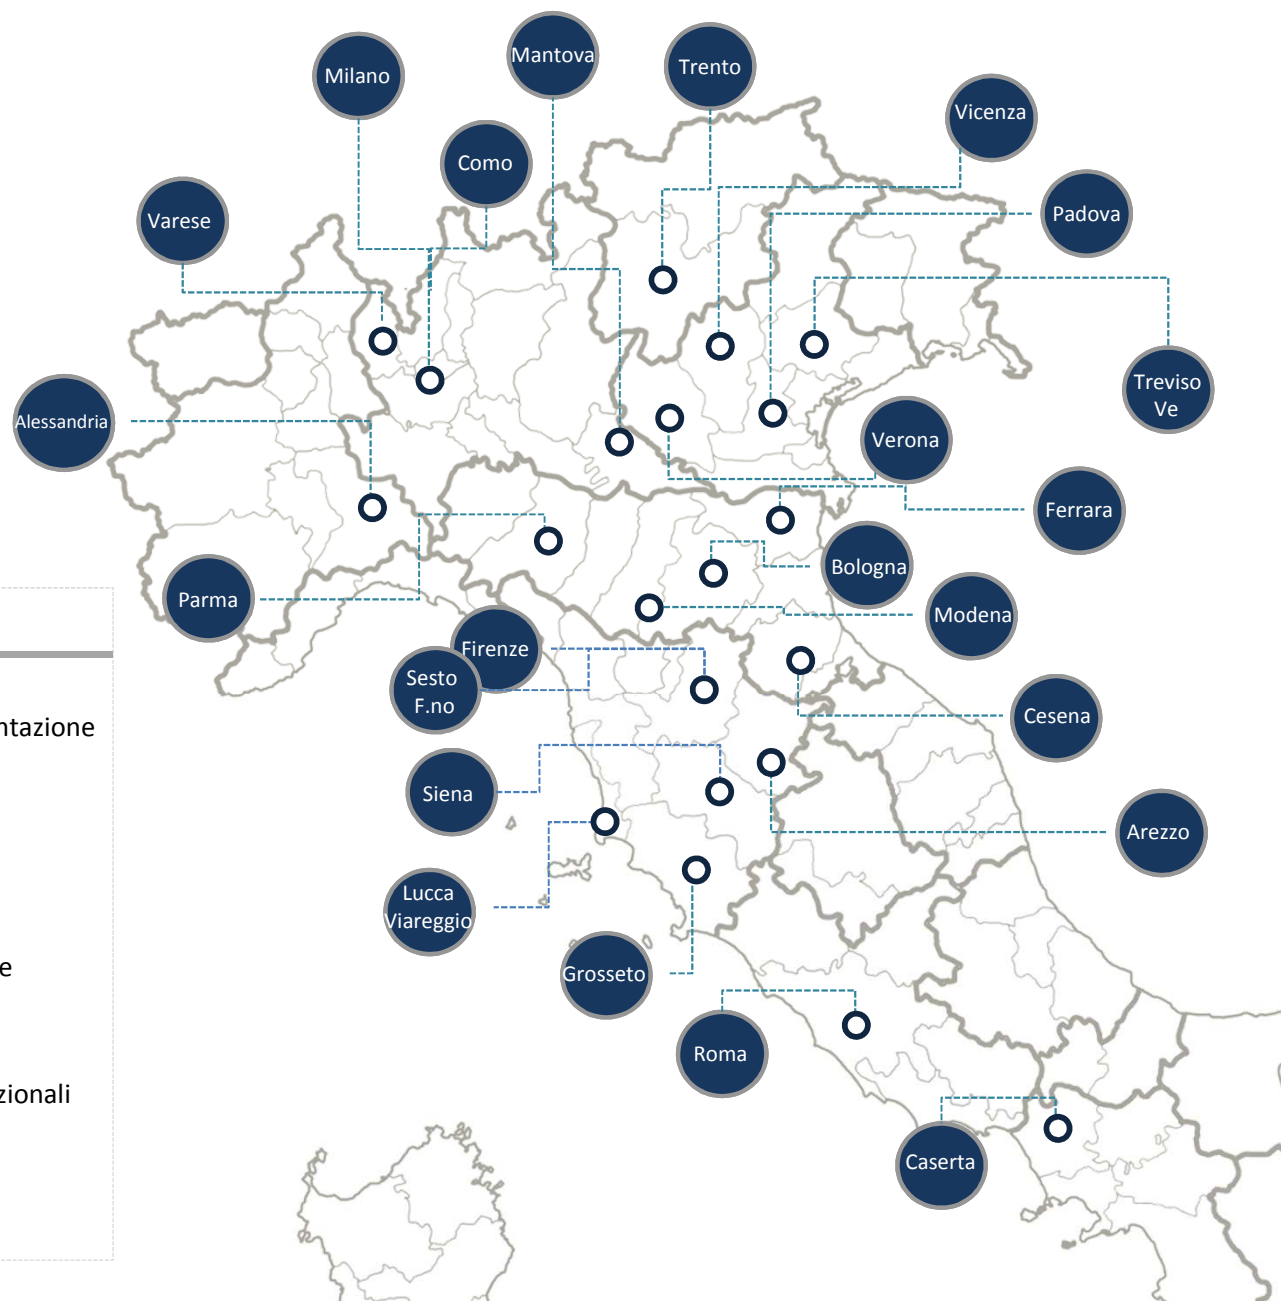 Mantova
Trento
Milano
Vicenza
Como
Varese
Padova
Treviso
Ve
Alessandria
Verona
Ferrara
Bologna
Parma
Modena
Firenze
Sesto
F.no
Cesena
ntazione
Siena
Arezzo
Lucca
Viareggio
e
Grosseto
Roma
zionali
Caserta